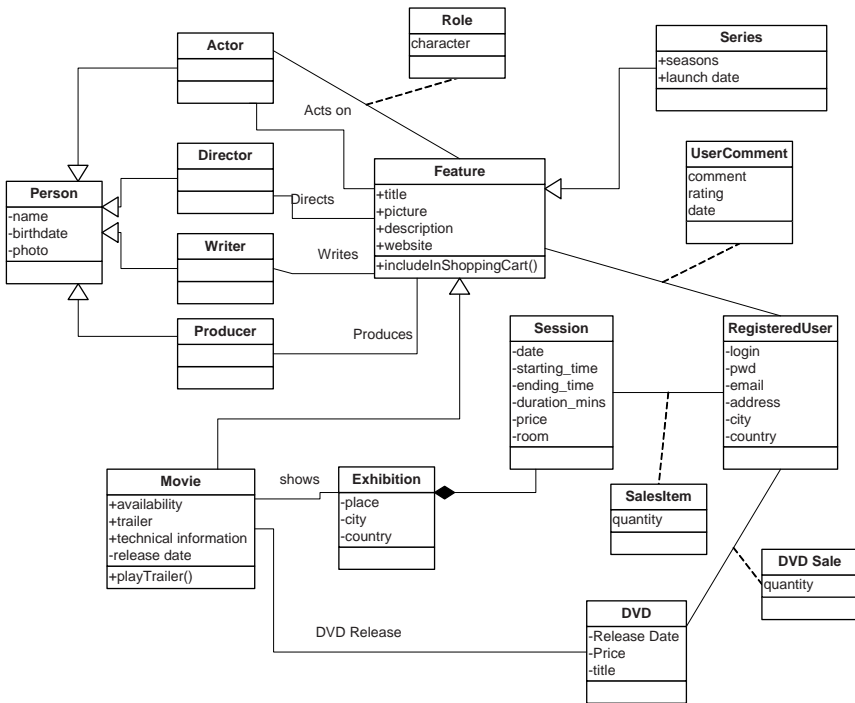 Role
character
Actor
Series
+seasons
+launch date
Acts on
UserComment
comment
rating
date
Director
Feature
+title
+picture
+description
+website
+includeInShoppingCart()
Person
-name
-birthdate
-photo
Directs
Writer
Writes
Producer
Produces
Session
-date
-starting_time
-ending_time
-duration_mins
-price
-room
RegisteredUser
-login
-pwd
-email
-address
-city
-country
Movie
+availability
+trailer
+technical information
-release date
+playTrailer()
shows
Exhibition
-place
-city
-country
SalesItem
quantity
DVD Sale
quantity
DVD Release
DVD
-Release Date
-Price
-title